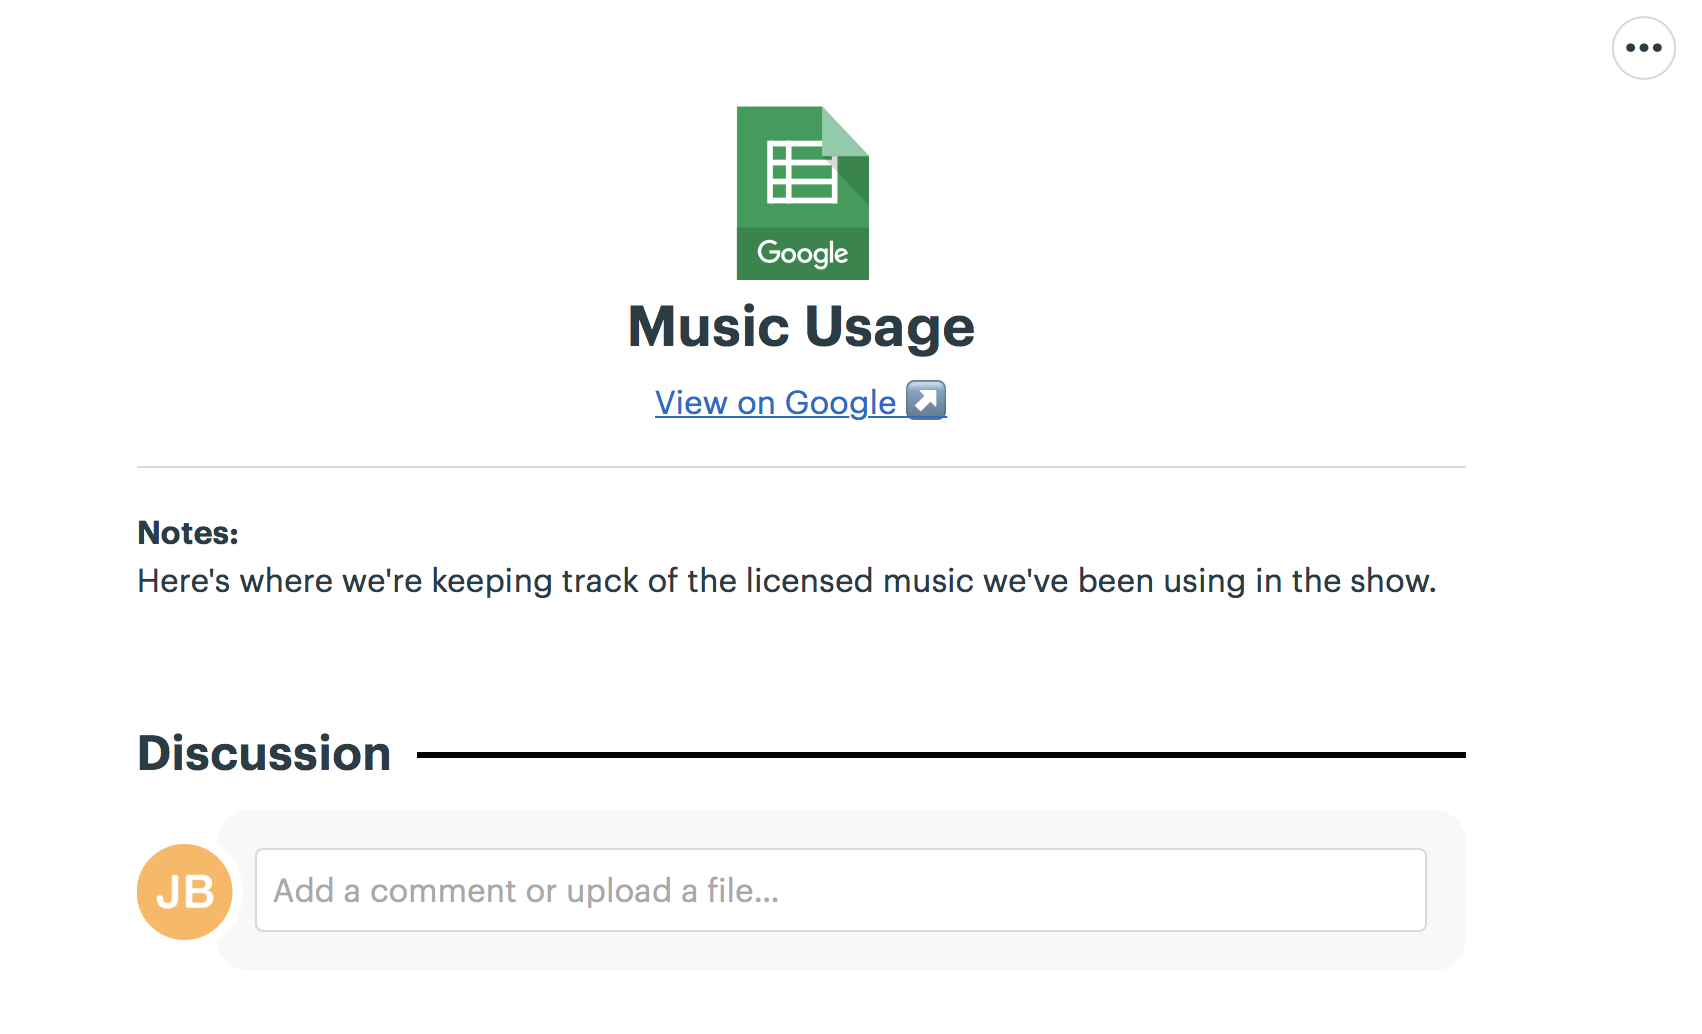 Google
Music Usage
View on Google
Notes:
Here's where we're keeping track of the licensed music we've been using in the show.
Discussion
JB
Add a comment or upload a file...